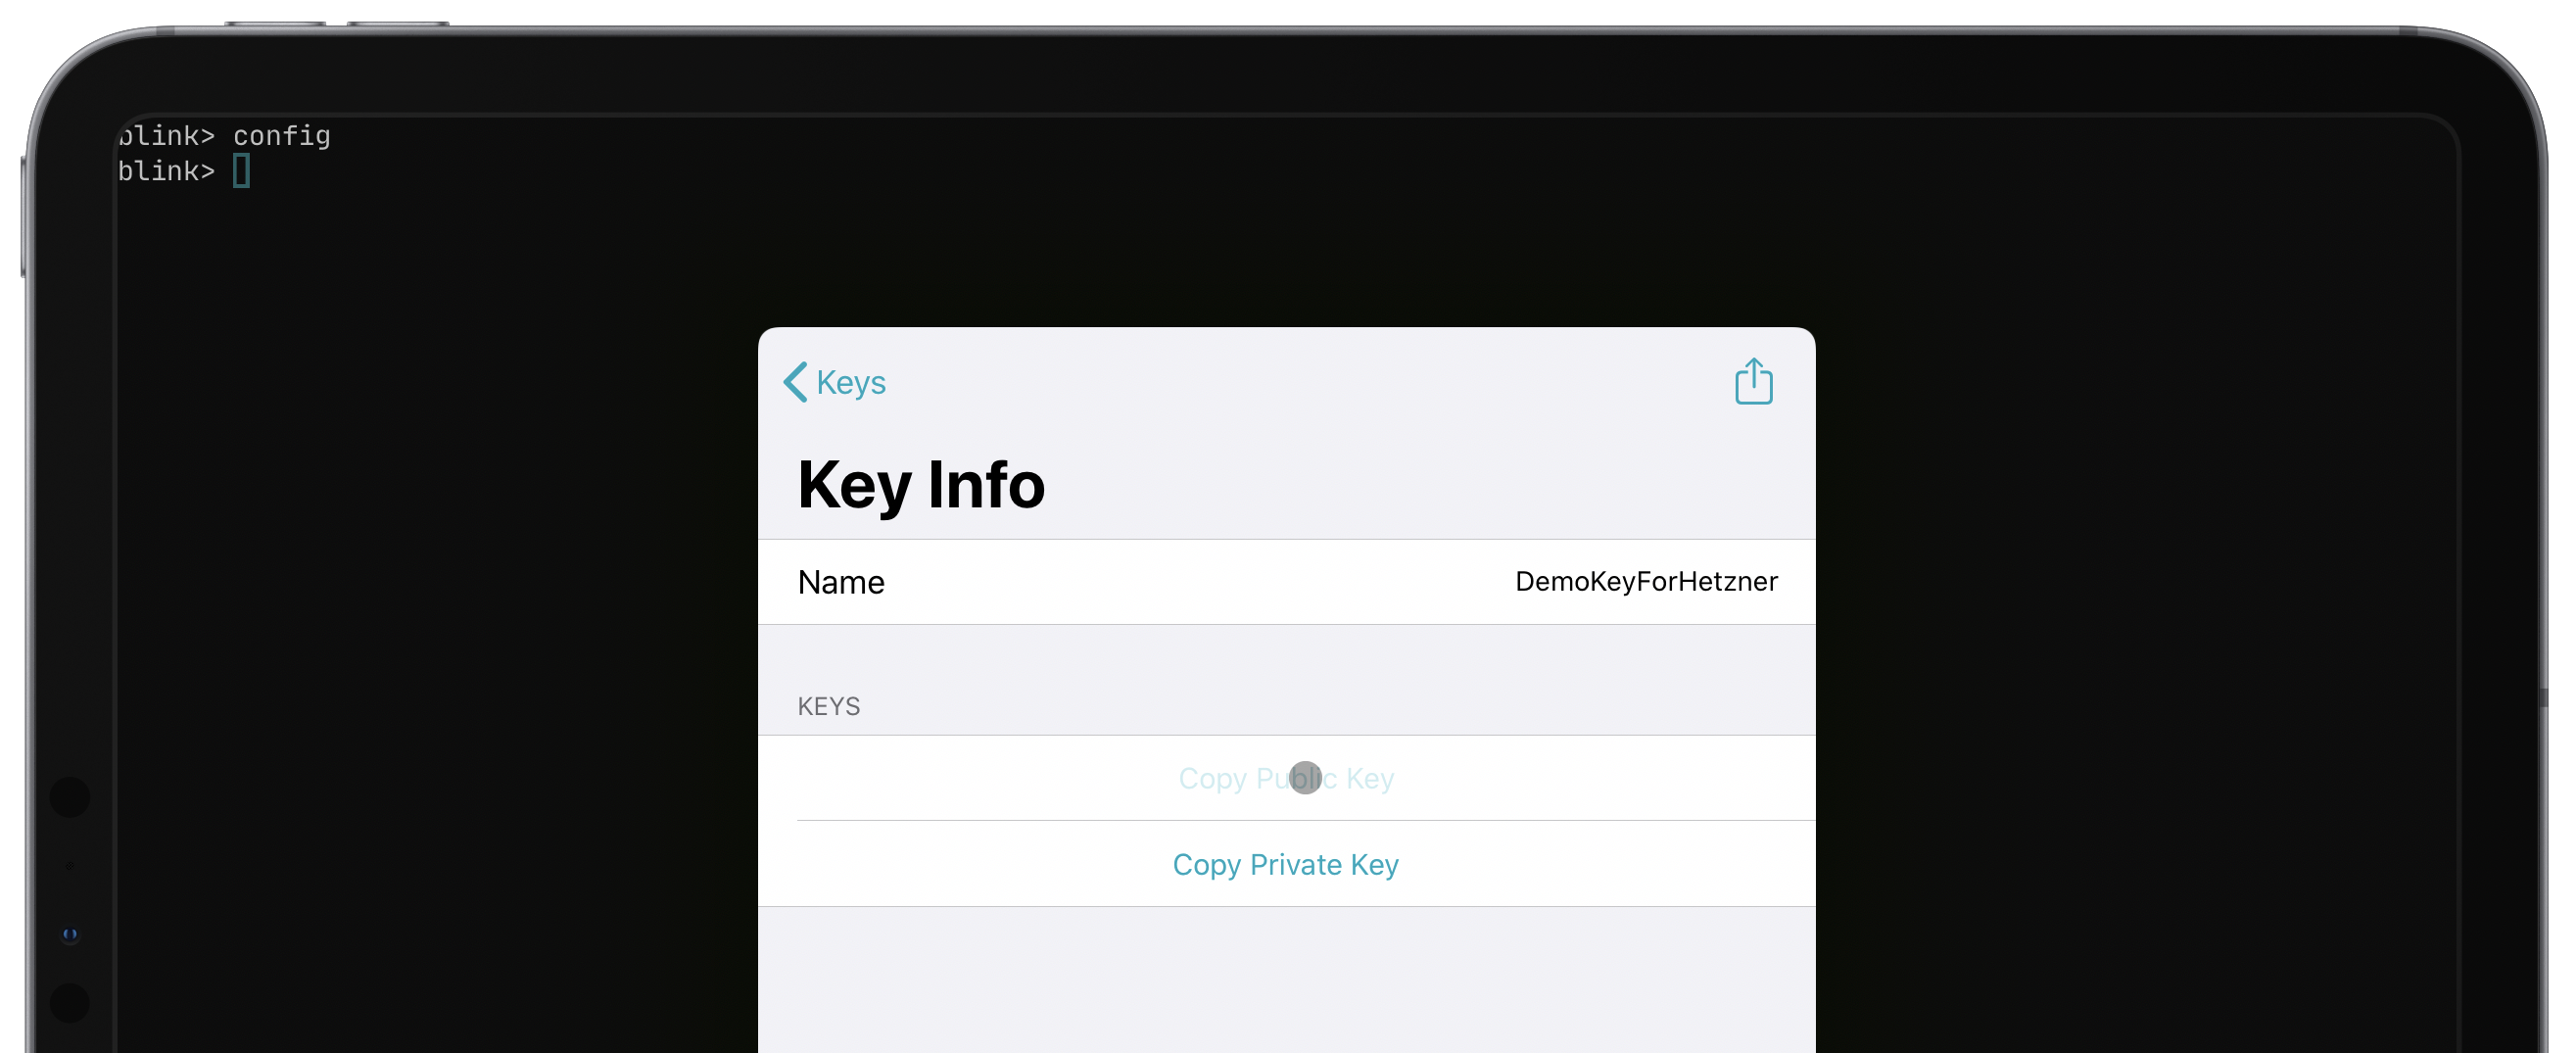 blink> config
blink>
Keys
Key Info
Name DemoKeyForHetzner
KEYS
Copy Public Key
Copy Private Key